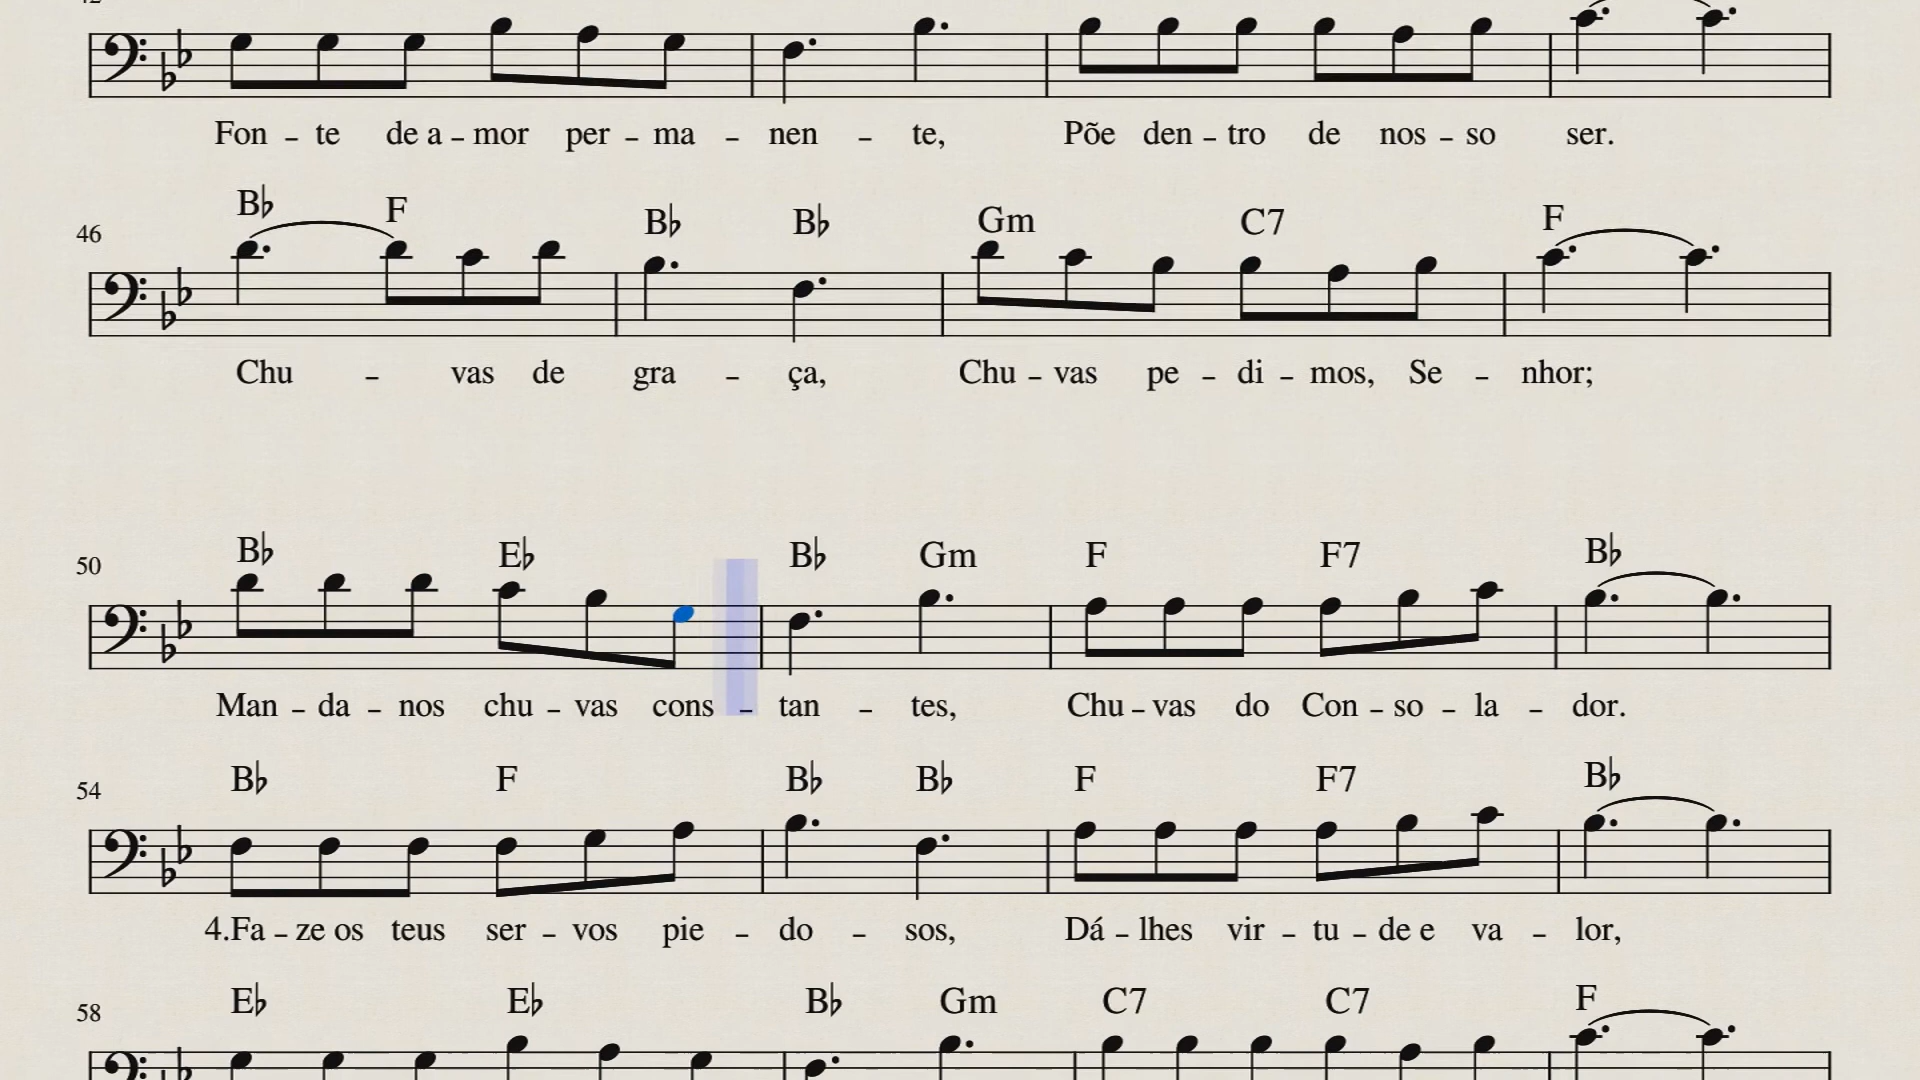 Fon - te de a - mor per - ma - nen - te, Põe den - tro de nos - so ser.
B♭ F B♭ B♭ Gm C7 F
46
Chu - vas de gra - ça, Chu - vas pe - di - mos, Se - nhor;
B♭ E♭ B♭ Gm F F7 B♭
50
Man - da - nos chu - vas cons - tan - tes, Chu - vas do Con - so - la - dor.
B♭ F B♭ B♭ F F7 B♭
54
4.Fa - ze os teus ser - vos pie - do - sos, Dá - lhes vir - tu - de e va - lor,
E♭ E♭ B♭ Gm C7 C7 F
58